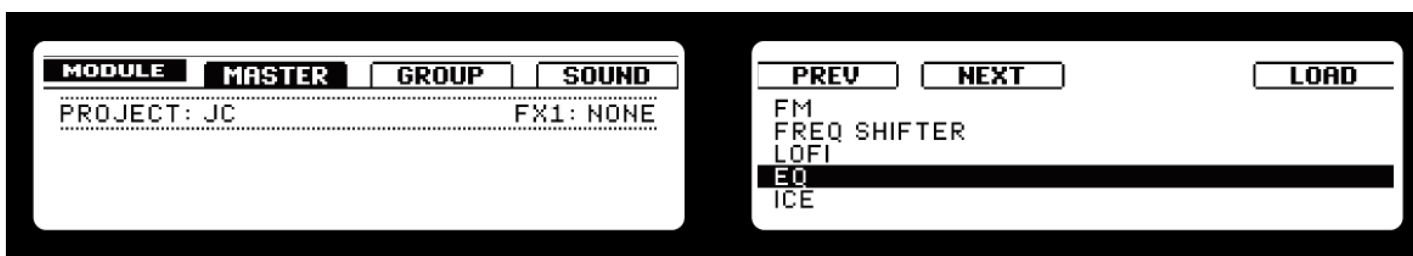 MODULE MASTER GROUP SOUND
PROJECT: JC FX1: NONE
PREV NEXT LOAD
FM
FREQ SHIFTER
LOFI
EQ
ICE